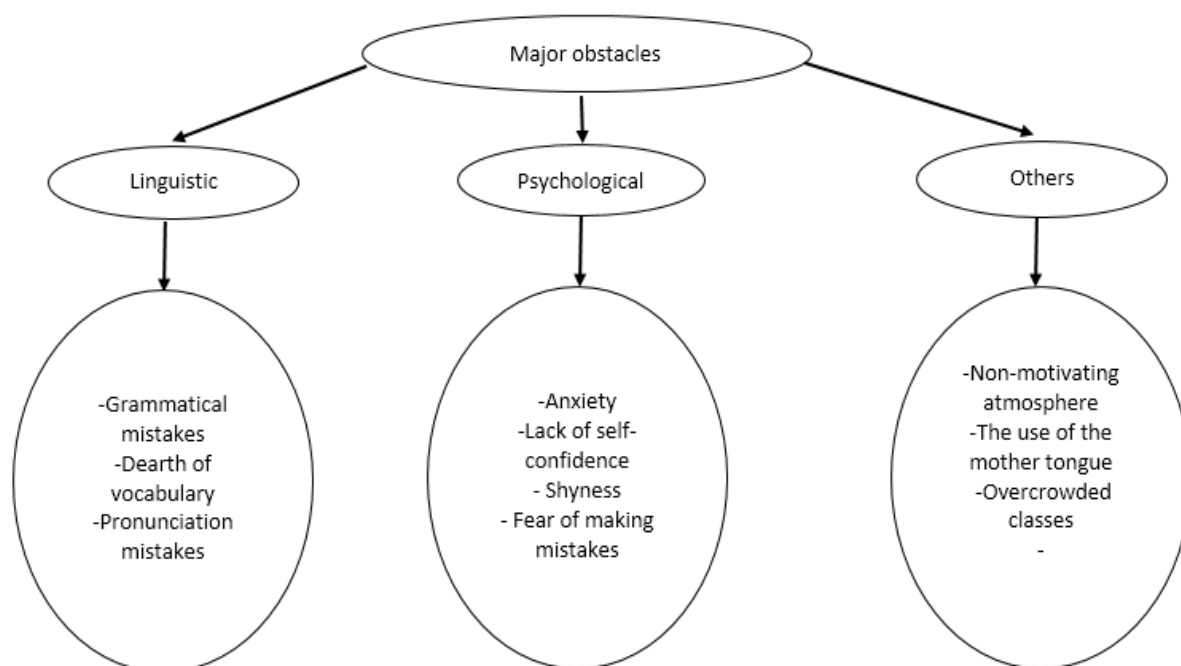 Major obstacles
Linguistic
Psychological
Others
-Grammatical
mistakes
-Dearth of
vocabulary
-Pronunciation
mistakes
-Anxiety
-Lack of self-
confidence
- Shyness
- Fear of making
mistakes
-Non-motivating
atmosphere
-The use of the
mother tongue
-Overcrowded
classes
-